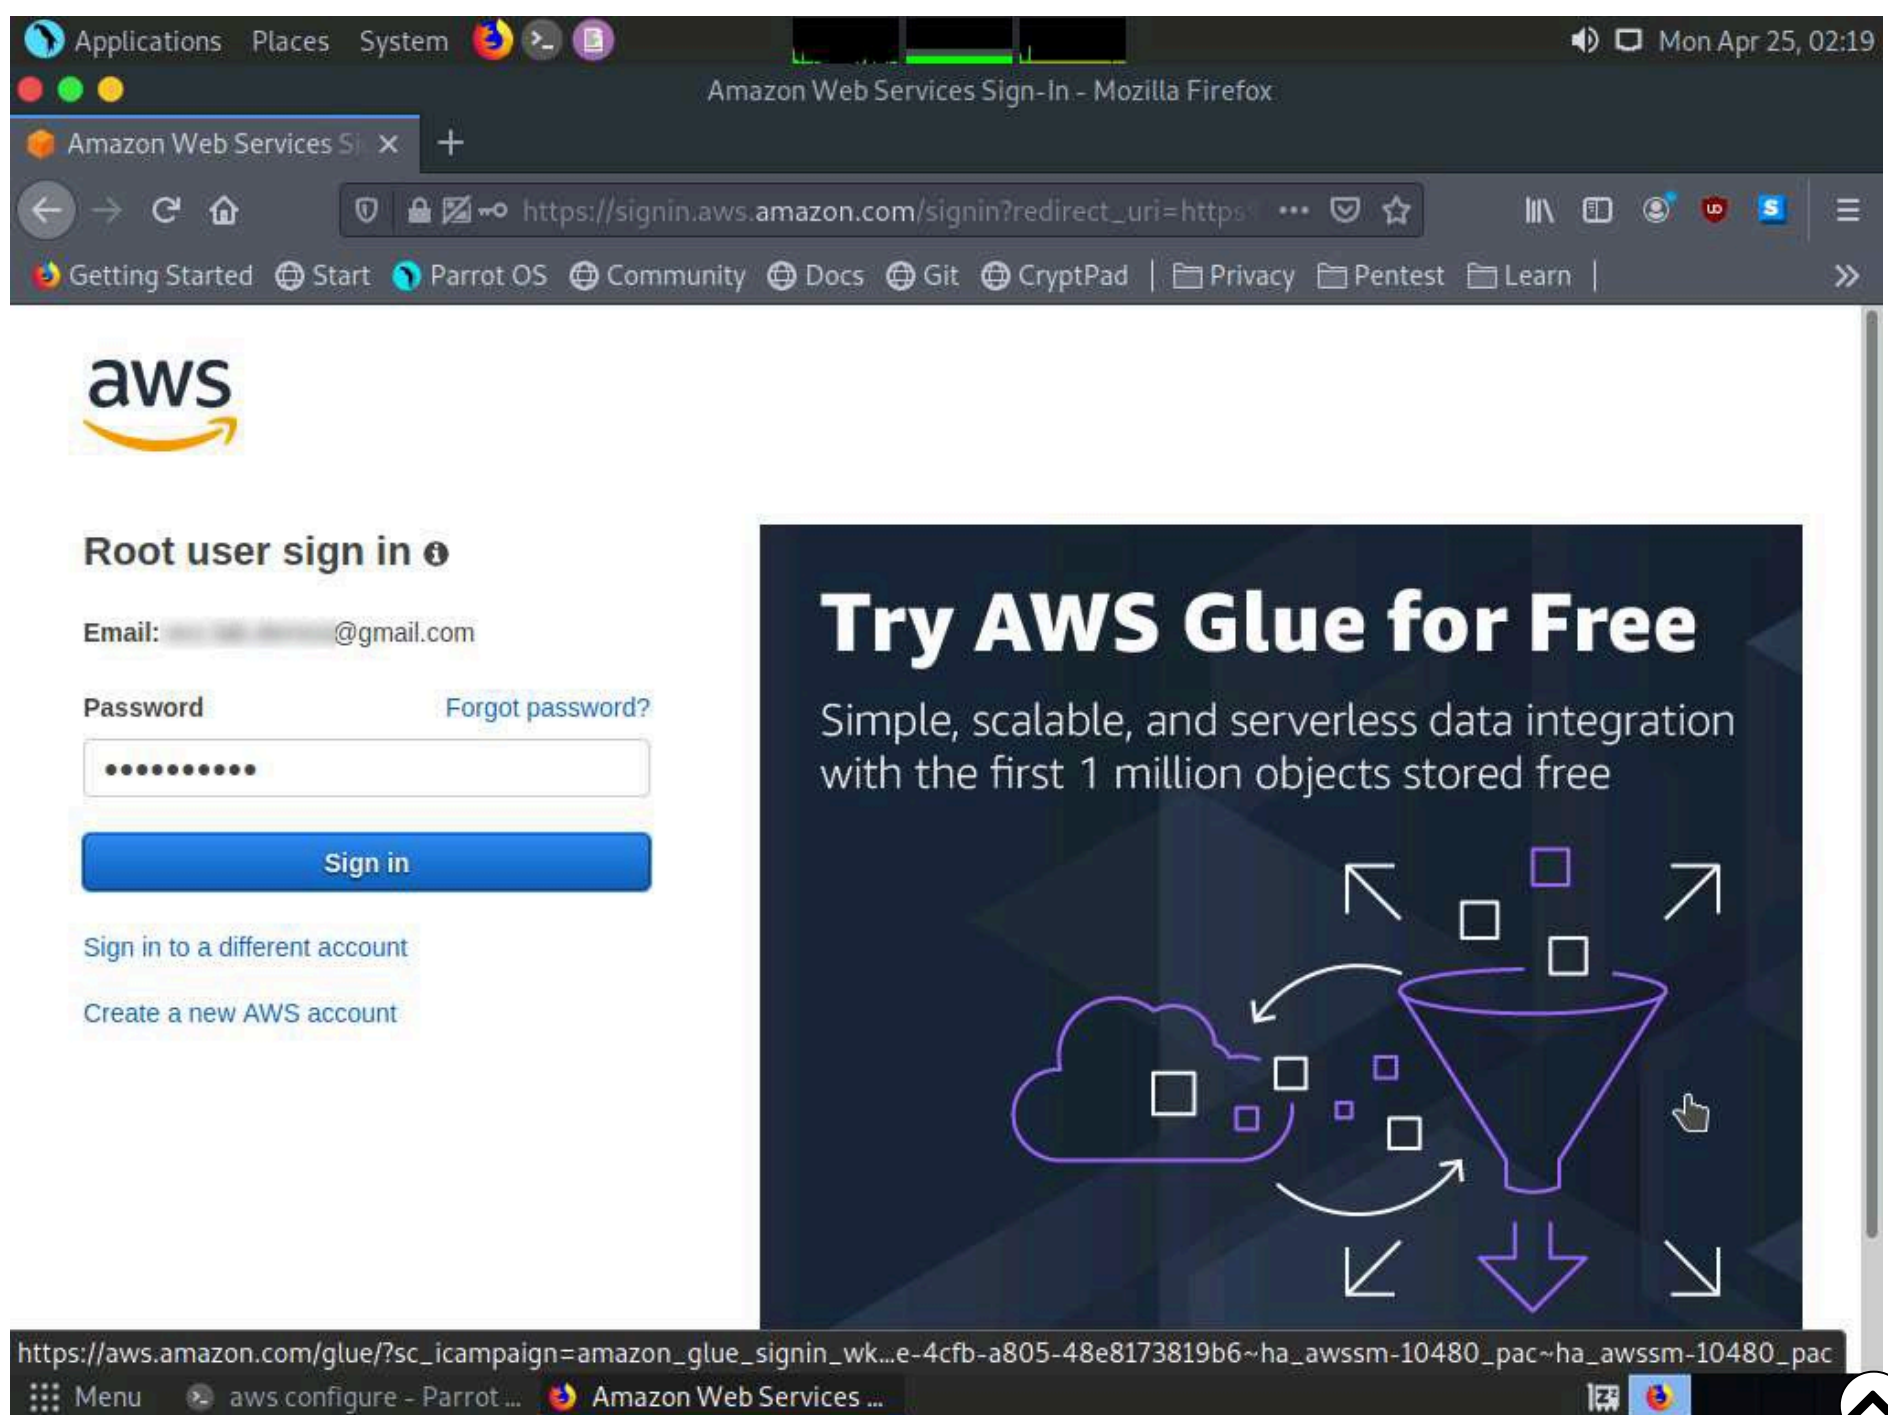 Applications Places System
Mon Apr 25, 02:19
Amazon Web Services Sign-In - Mozilla Firefox
Amazon Web Services
https://signin.aws.amazon.com/signin?redirect_uri=https
Getting Started Start Parrot OS Community Docs Git CryptPad Privacy Pentest Learn
aws
Root user sign in
Email: @gmail.com
Password Forgot password?
Sign in
Sign in to a different account
Create a new AWS account
Try AWS Glue for Free
Simple, scalable, and serverless data integration
with the first 1 million objects stored free
https://aws.amazon.com/glue/?sc_icampaign=amazon_glue_signin_wk…e-4cfb-a805-48e8173819b6~ha_awssm-10480_pac~ha_awssm-10480_pac
Menu aws configure - Parrot ... Amazon Web Services ...